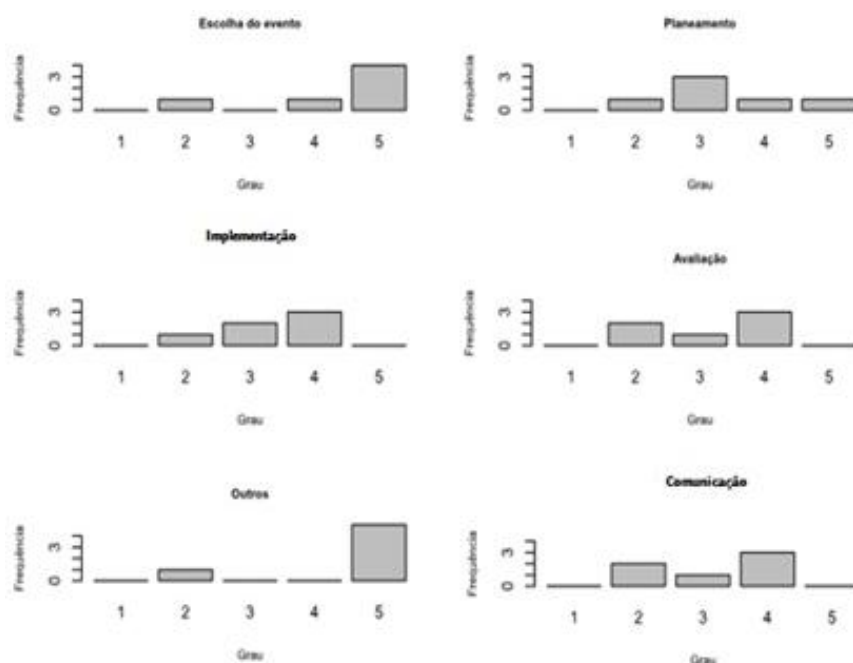 Escolha do evento
Frequência
3
0
1 2 3 4 5
Grau
Planeamento
Frequência
3
0
1 2 3 4 5
Grau
Implementação
Frequência
3
0
1 2 3 4 5
Grau
Avaliação
Frequência
3
0
1 2 3 4 5
Grau
Outros
Frequência
3
0
1 2 3 4 5
Grau
Comunicação
Frequência
3
0
1 2 3 4 5
Grau